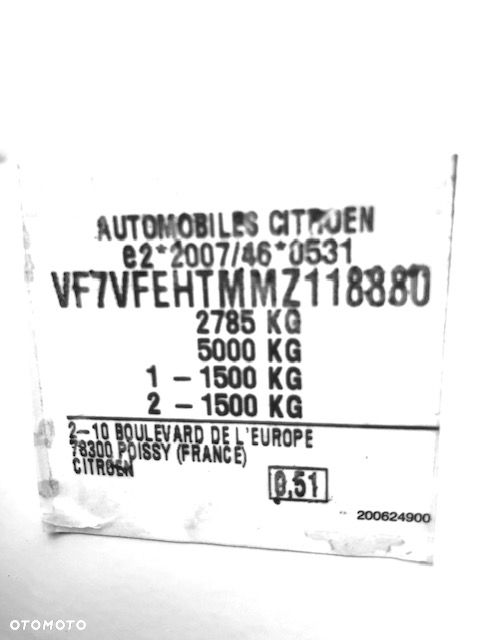 AUTOMOBILES CITROEN
e2*2007/46*0531
VF7VFEHTMMZ118880
2785 KG
5000 KG
1 - 1500 KG
2 - 1500 KG
2-10 BOULEVARD DE L'EUROPE
78300 POISSY (FRANCE)
CITROEN
0,51
200624900
OTOMOTO